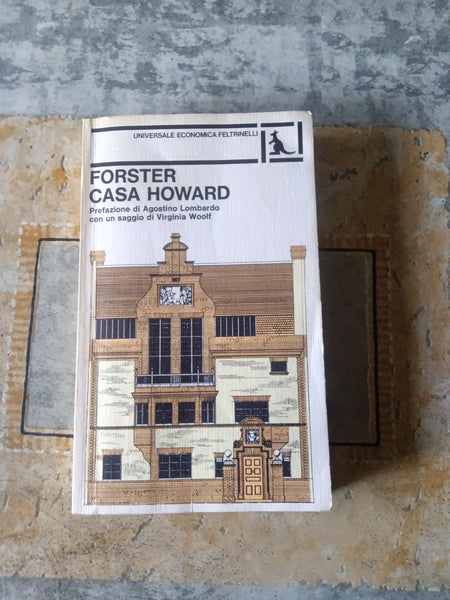 UNIVERSALE ECONOMICA FELTRINELLI
FORSTER
CASA HOWARD
Prefazione di Agostino Lombardo
con un saggio di Virginia Woolf